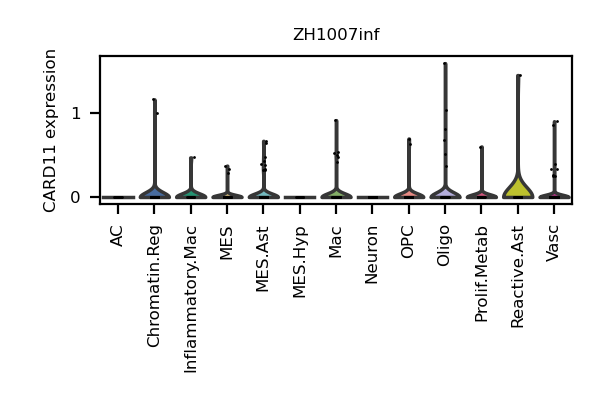 ZH1007inf
CARD11 expression
1
0
AC
Chromatin.Reg
Inflammatory.Mac
MES
MES.Ast
MES.Hyp
Mac
Neuron
OPC
Oligo
Prolif.Metab
Reactive.Ast
Vasc